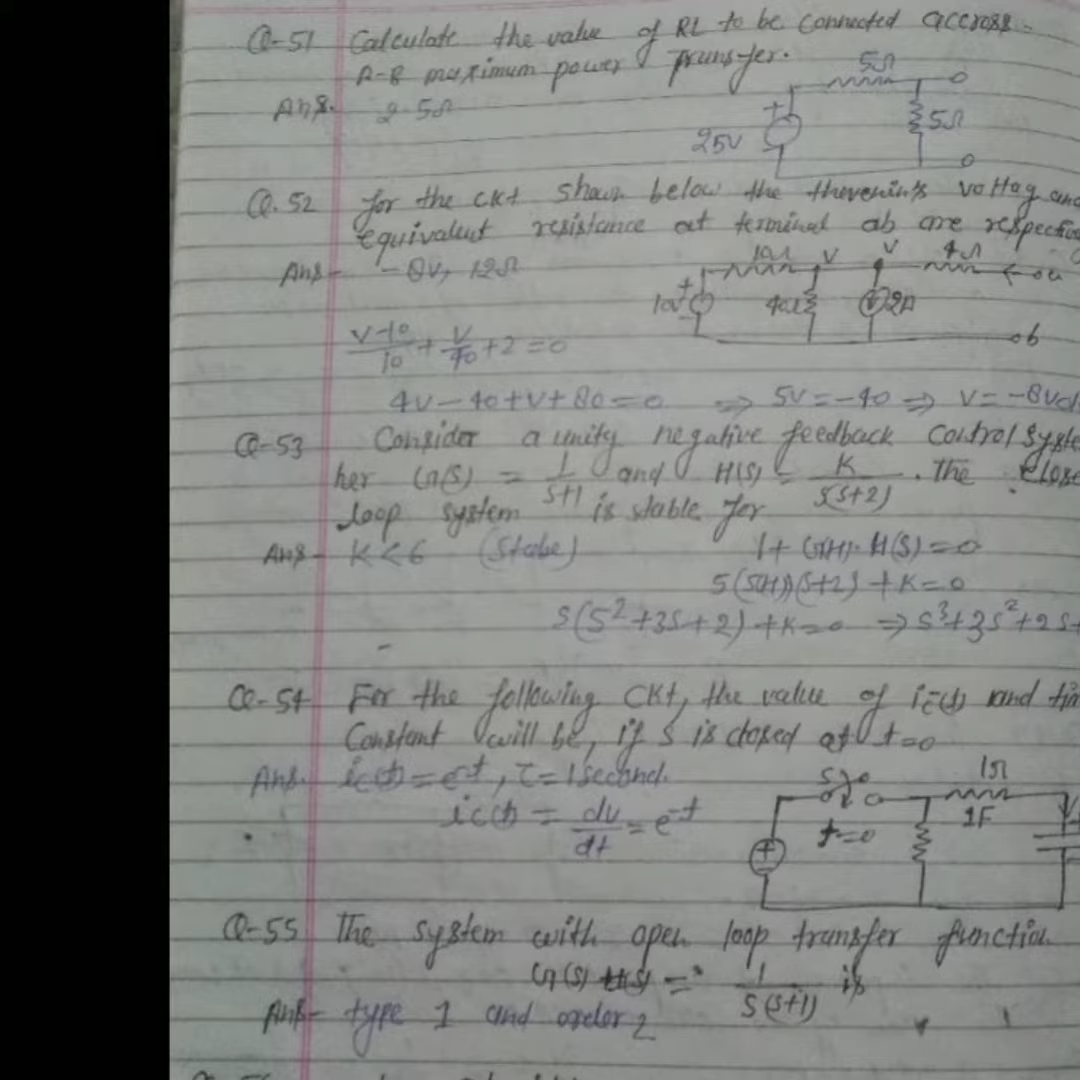 Q-51 Calculate the value of RL to be connected accross
A-B maximum power transfer.
Ans. 2.5Ω
5Ω
5Ω
25V
Q.52 for the ckt shown below the thevenin's voltag and
equivalent resistance at terminal ab are respectiv
Ans - -8V, 12Ω
10Ω V V 4Ω a
10V 40Ω 2A
b
V-10/10 + V/40 + 2 = 0
4V-40+V+80=0 ⇒ 5V=-40 ⇒ V=-8Vol
Q-53 Consider a unity negative feedback Control Syste
her G(s) = 1/S+1 and H(s) = K/S(S+2) . The close
loop system is stable for
Ans - K<6 (Stabe)
1+ G(H). H(S)=0
S(S+1)(S+2)+K=0
S(S²+3S+2)+K=0 ⇒ S³+3S²+2S+
Q-54 For the following CKt, the value of ic(t) and tim
Constant will be, if S is closed at t=0
Ans. ic(t)=e-t, τ=1second.
ic(t) = dv/dt = e-t
S
t=0
1Ω
1F
Q-55 The system with open loop transfer function
G(s) = 1/S(S+1) is
Ans- type 1 and order 2